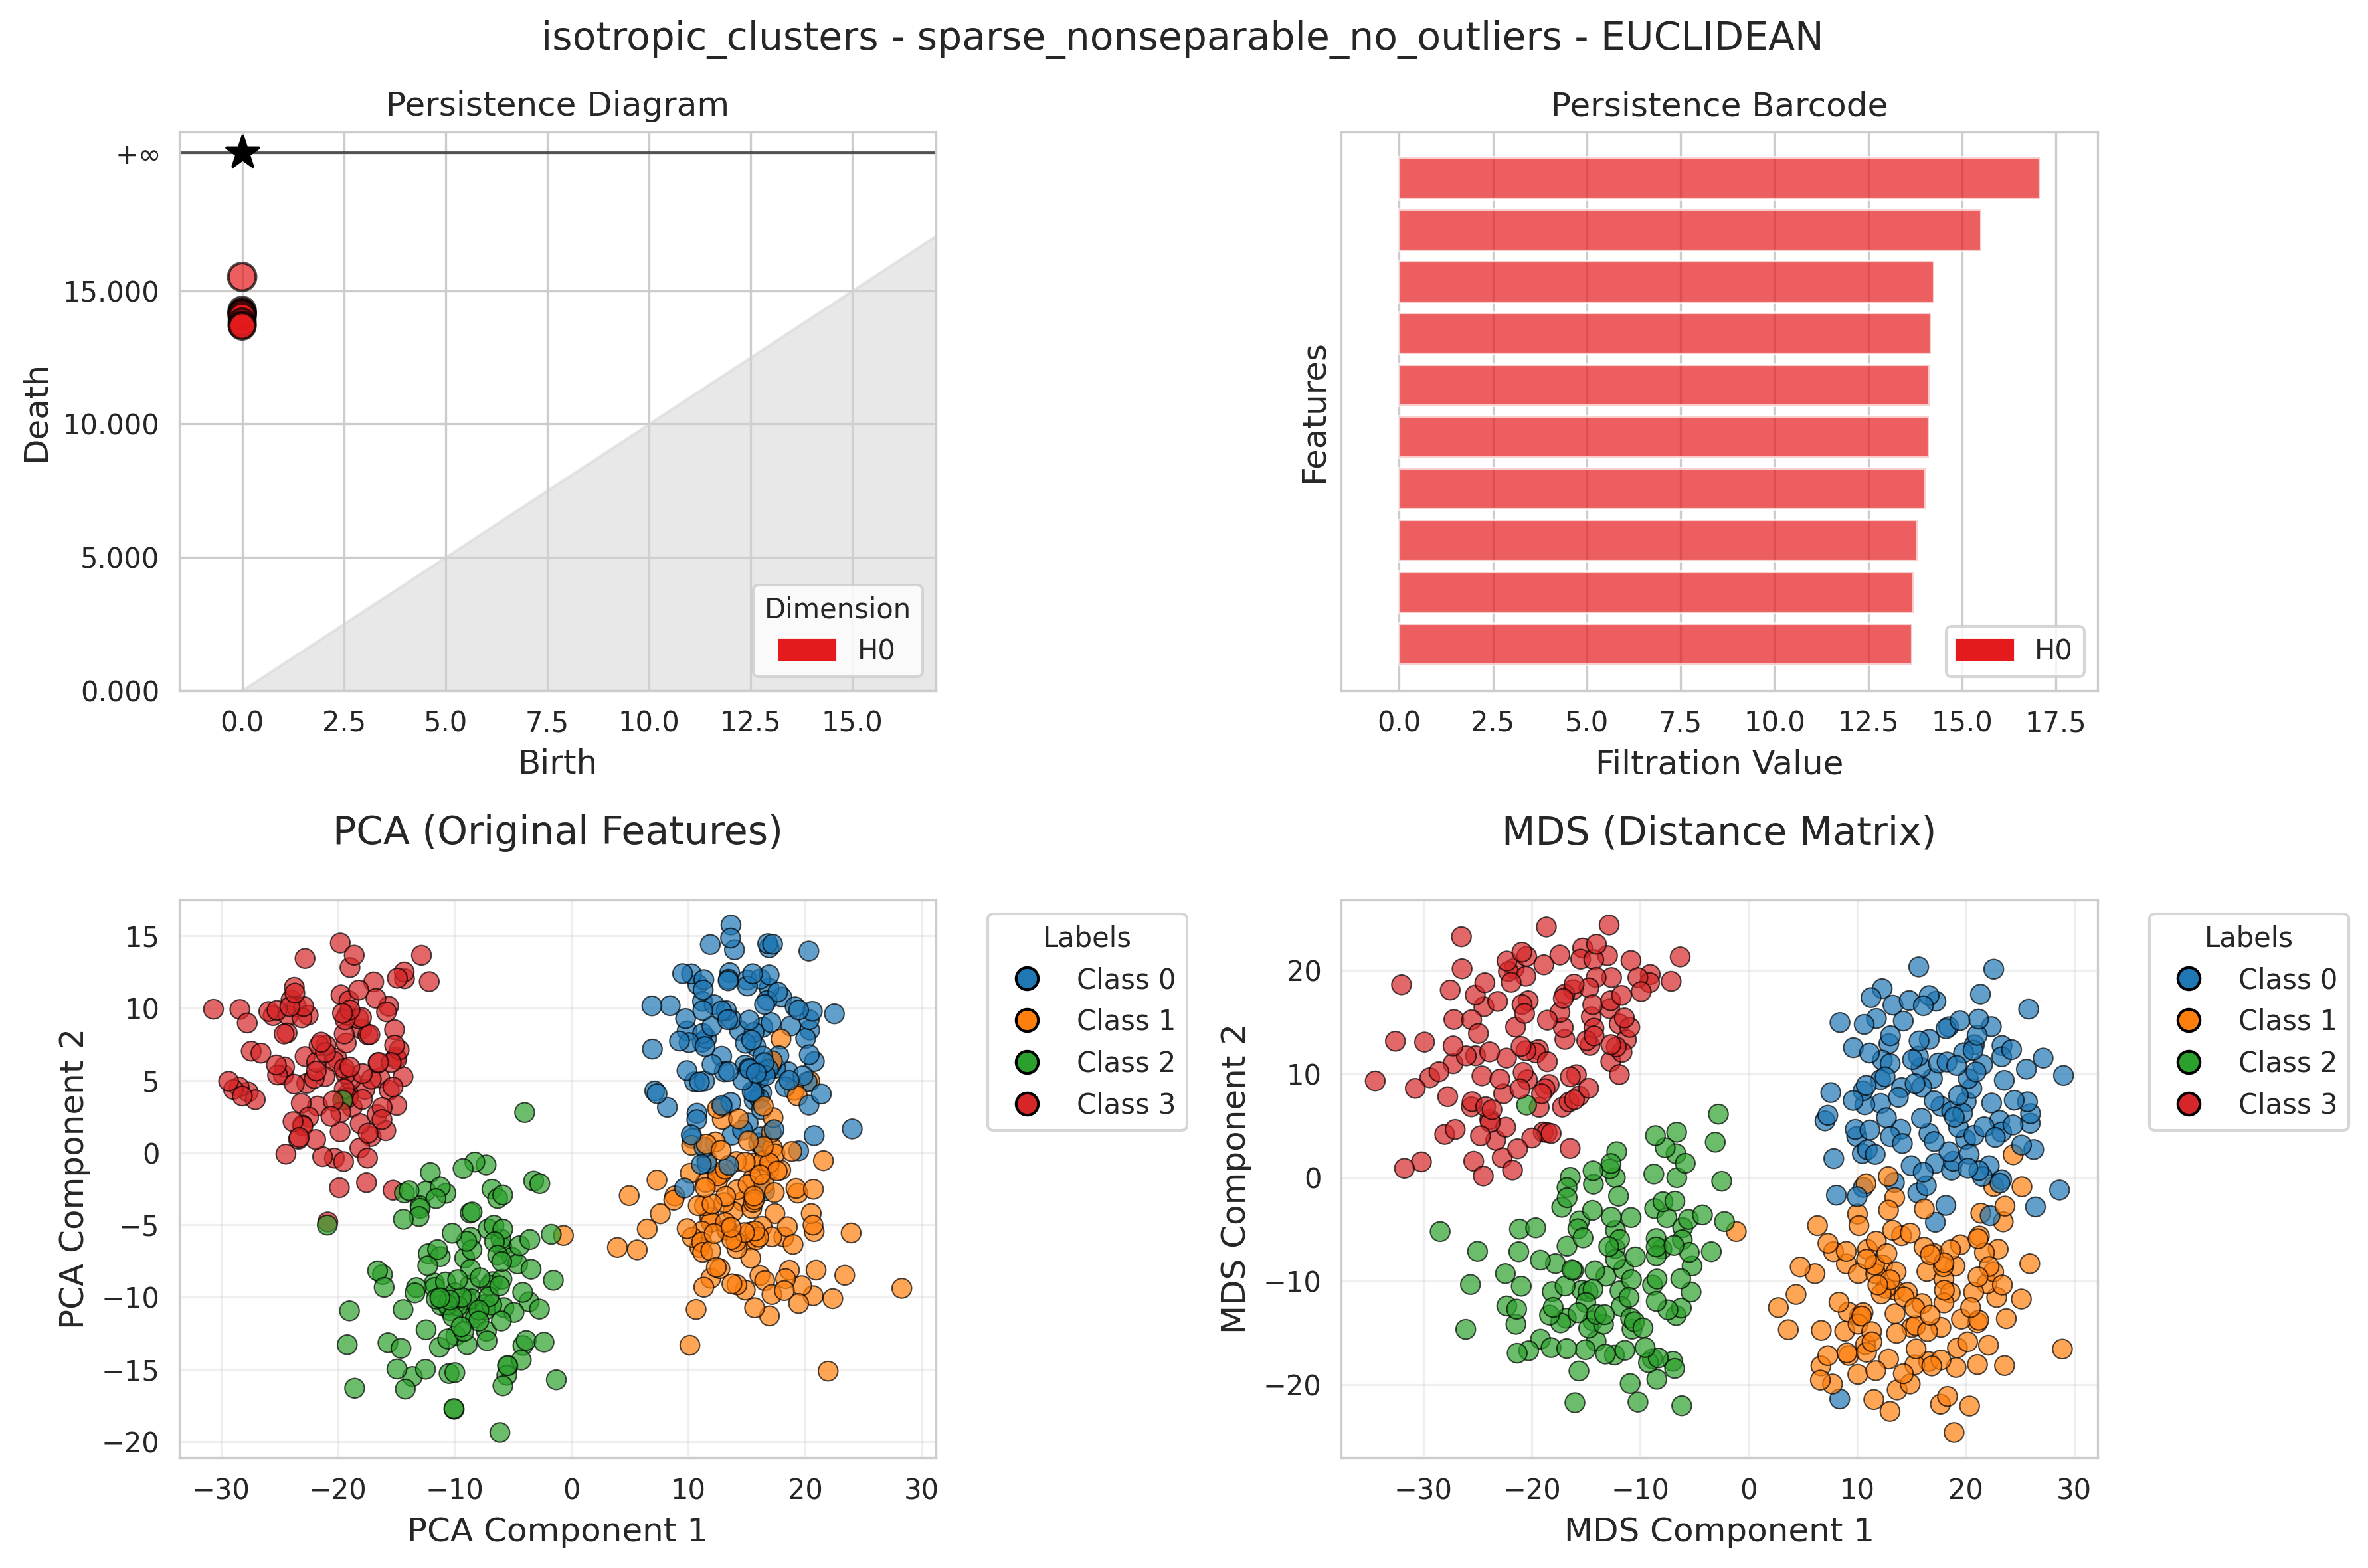 isotropic_clusters - sparse_nonseparable_no_outliers - EUCLIDEAN
Persistence Diagram
+∞
15.000
10.000
5.000
0.000
Death
0.0 2.5 5.0 7.5 10.0 12.5 15.0
Birth
Dimension
H0
Persistence Barcode
Features
0.0 2.5 5.0 7.5 10.0 12.5 15.0 17.5
Filtration Value
H0
PCA (Original Features)
15
10
5
0
−5
−10
−15
−20
PCA Component 2
−30 −20 −10 0 10 20 30
PCA Component 1
Labels
Class 0
Class 1
Class 2
Class 3
MDS (Distance Matrix)
20
10
0
−10
−20
MDS Component 2
−30 −20 −10 0 10 20 30
MDS Component 1
Labels
Class 0
Class 1
Class 2
Class 3